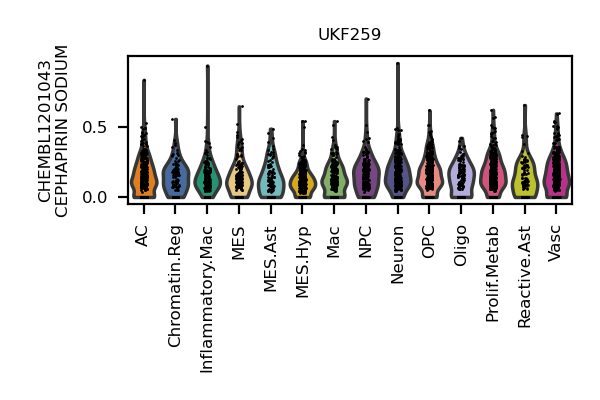 UKF259
CHEMBL1201043
CEPHAPIRIN SODIUM
0.5
0.0
AC
Chromatin.Reg
Inflammatory.Mac
MES
MES.Ast
MES.Hyp
Mac
NPC
Neuron
OPC
Oligo
Prolif.Metab
Reactive.Ast
Vasc